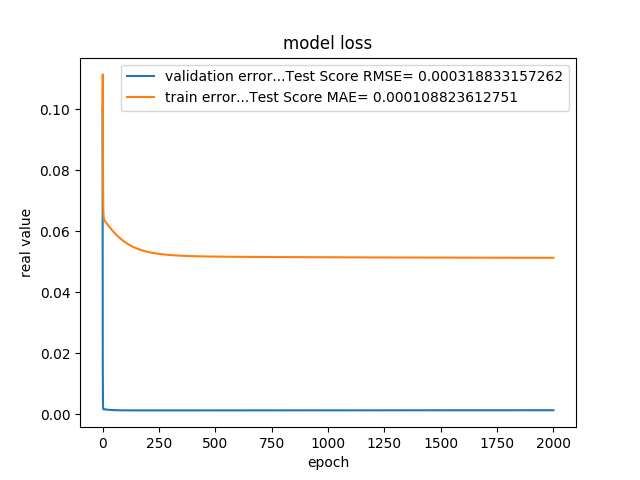 model loss
validation error...Test Score RMSE= 0.000318833157262
train error...Test Score MAE= 0.000108823612751
real value
0.10
0.08
0.06
0.04
0.02
0.00
0 250 500 750 1000 1250 1500 1750 2000
epoch